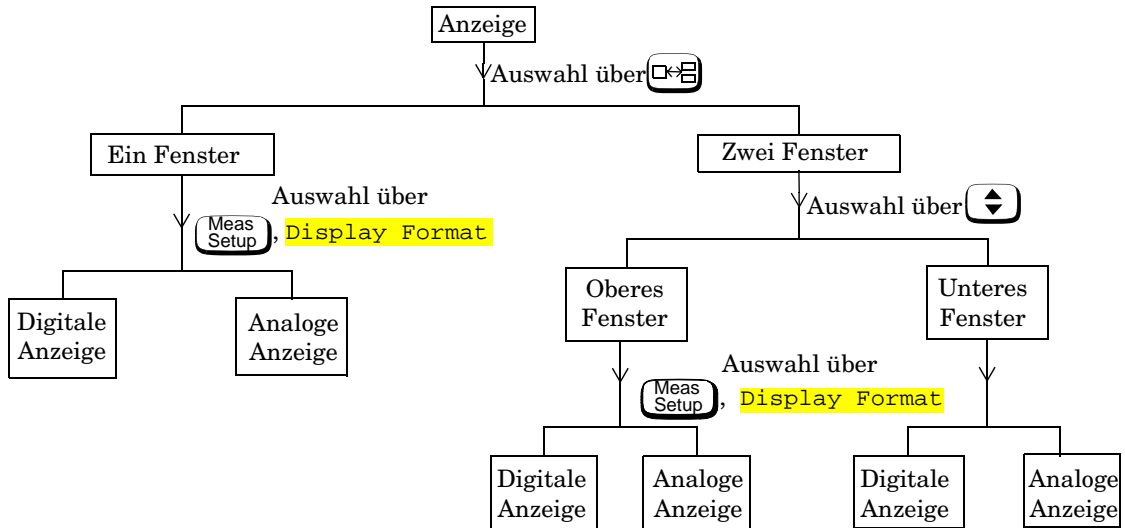 Anzeige
Auswahl über
Ein Fenster
Zwei Fenster
Auswahl über
Meas
Setup, Display Format
Auswahl über
Digitale
Anzeige
Analoge
Anzeige
Oberes
Fenster
Unteres
Fenster
Auswahl über
Meas
Setup, Display Format
Digitale
Anzeige
Analoge
Anzeige
Digitale
Anzeige
Analoge
Anzeige